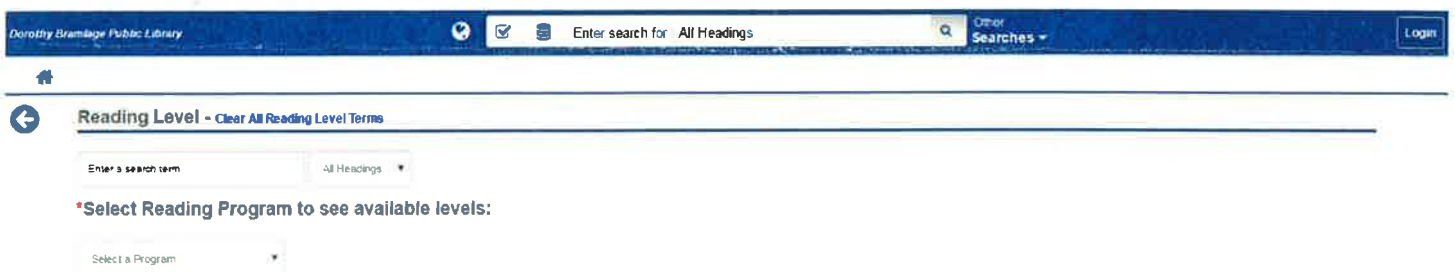 Dorothy Bramlage Public Library
Enter search for All Headings
Other
Searches
Login
Reading Level - Clear All Reading Level Terms
Enter a search term
All Headings
*Select Reading Program to see available levels:
Select a Program